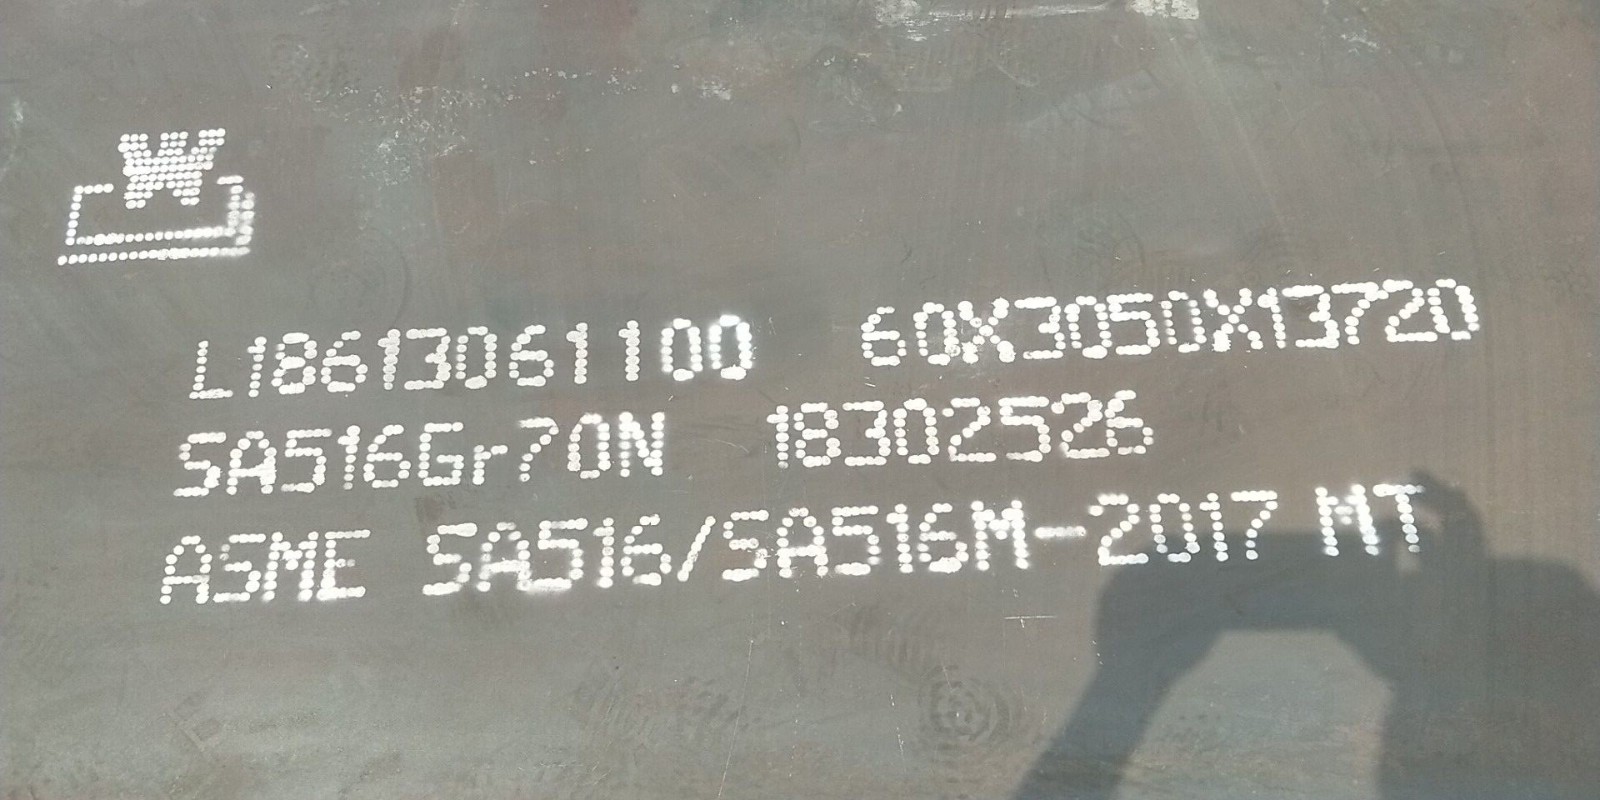 W
L18613061100 60X3050X13720
SA516Gr70N 18302526
ASME SA516/SA516M-2017 MT